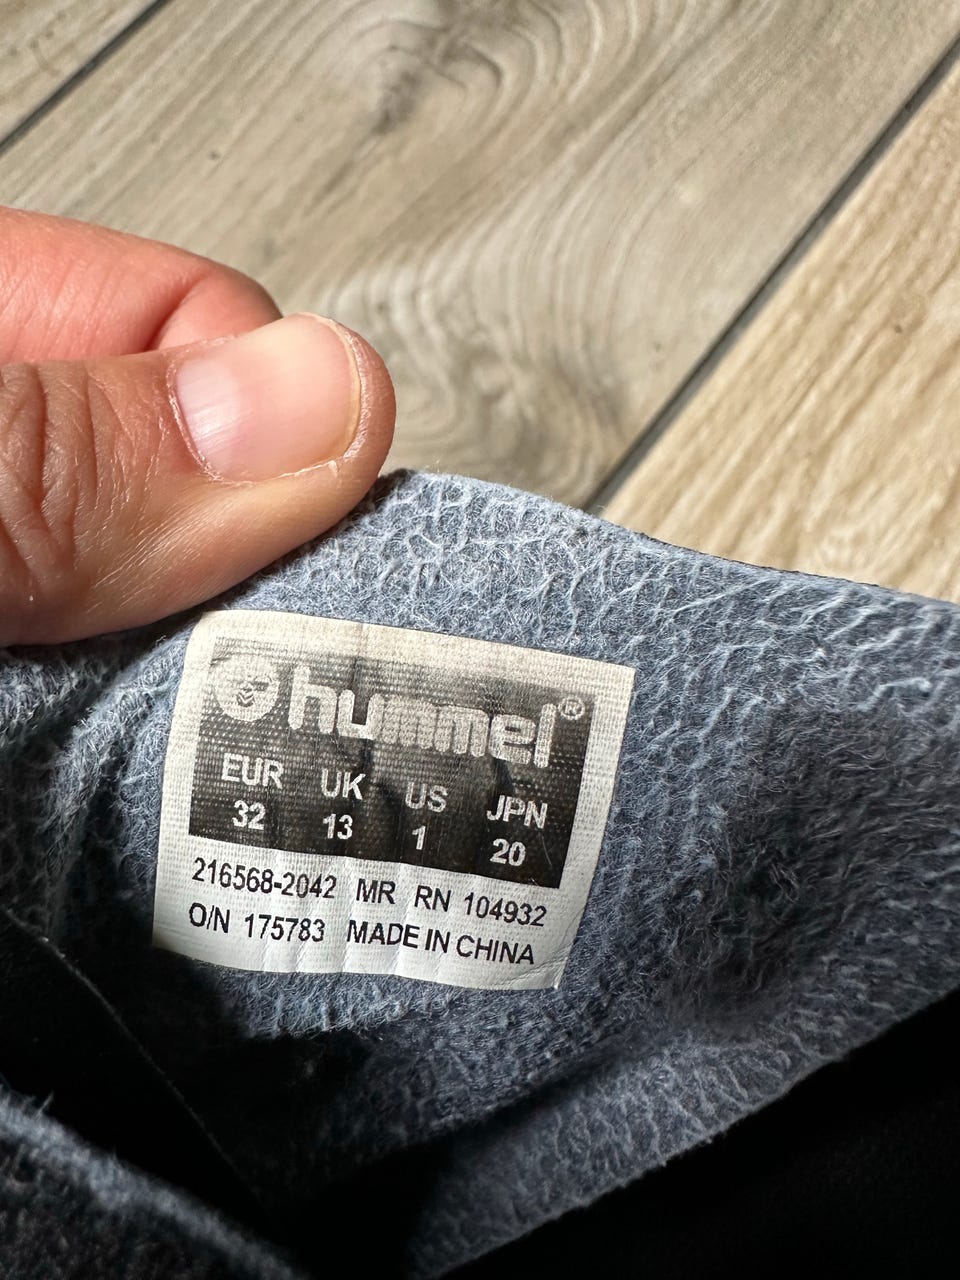 hummel®
EUR UK US JPN
32 13 1 20
216568-2042 MR RN 104932
O/N 175783 MADE IN CHINA